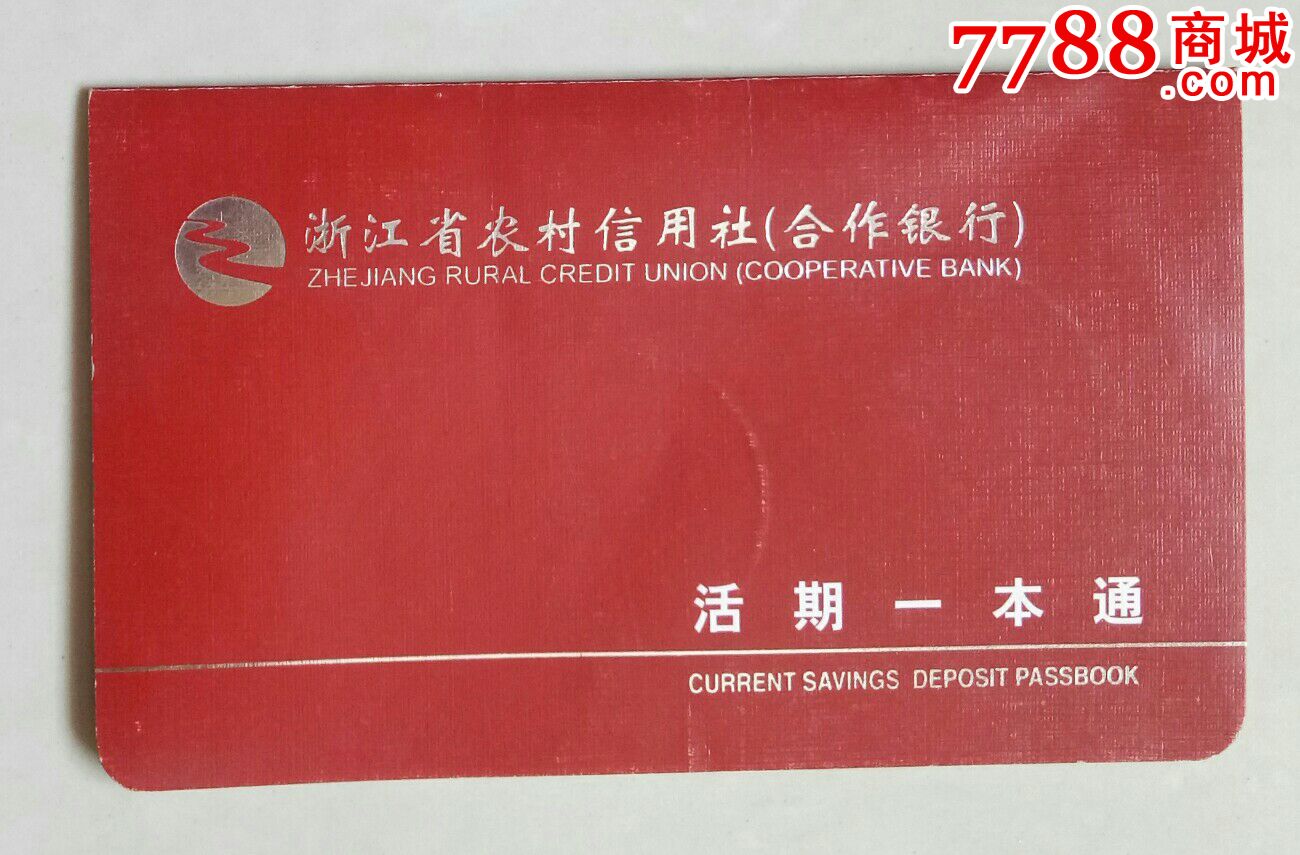 7788商城
.com
浙江省农村信用社(合作银行)
ZHEJIANG RURAL CREDIT UNION (COOPERATIVE BANK)
活期一本通
CURRENT SAVINGS DEPOSIT PASSBOOK